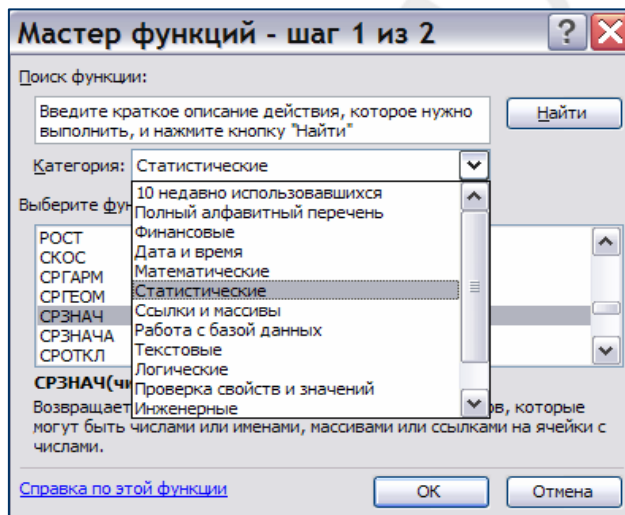 Мастер функций - шаг 1 из 2
Поиск функции:
Введите краткое описание действия, которое нужно
выполнить, и нажмите кнопку "Найти"
Найти
Категория: Статистические
10 недавно использовавшихся
Полный алфавитный перечень
Финансовые
Дата и время
Математические
Статистические
Ссылки и массивы
Работа с базой данных
Текстовые
Логические
Проверка свойств и значений
Инженерные
Выберите
РОСТ
СКОС
СРГАРМ
СРГЕОМ
СРЗНАЧ
СРЗНАЧА
СРОТКЛ
СРЗНАЧ(
Возвращает
, которые
могут быть числами или именами, массивами или ссылками на ячейки с
числами.
Справка по этой функции
ОК
Отмена